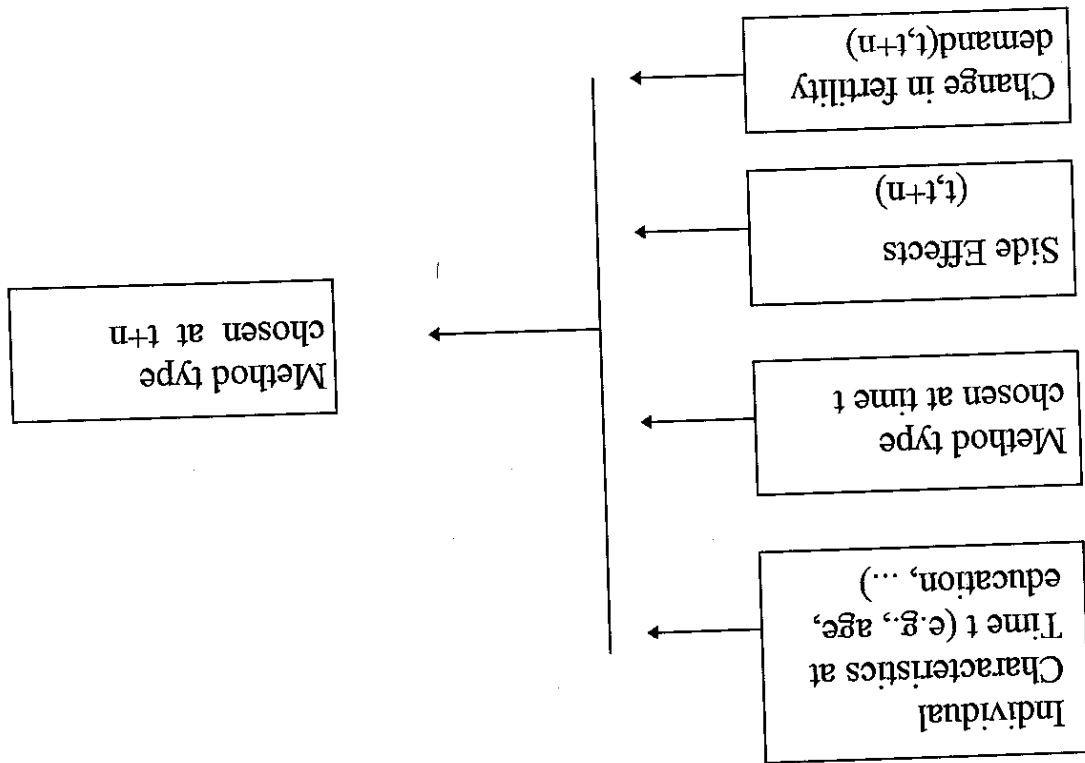 Individual
Characteristics at
Time t (e.g., age,
education, ...)
Method type
chosen at time t
Side Effects
(t,t+n)
Change in fertility
demand(t,t+n)
Method type
chosen at t+n